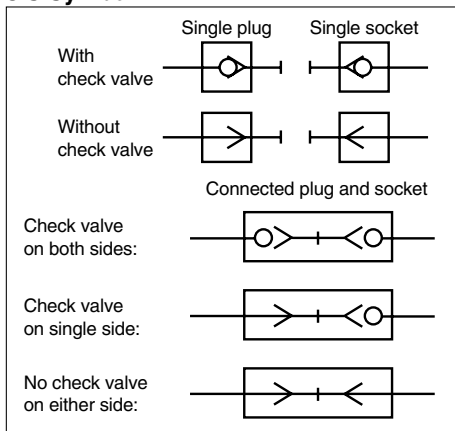 Single plug Single socket
With
check valve
Without
check valve
Connected plug and socket
Check valve
on both sides:
Check valve
on single side:
No check valve
on either side: